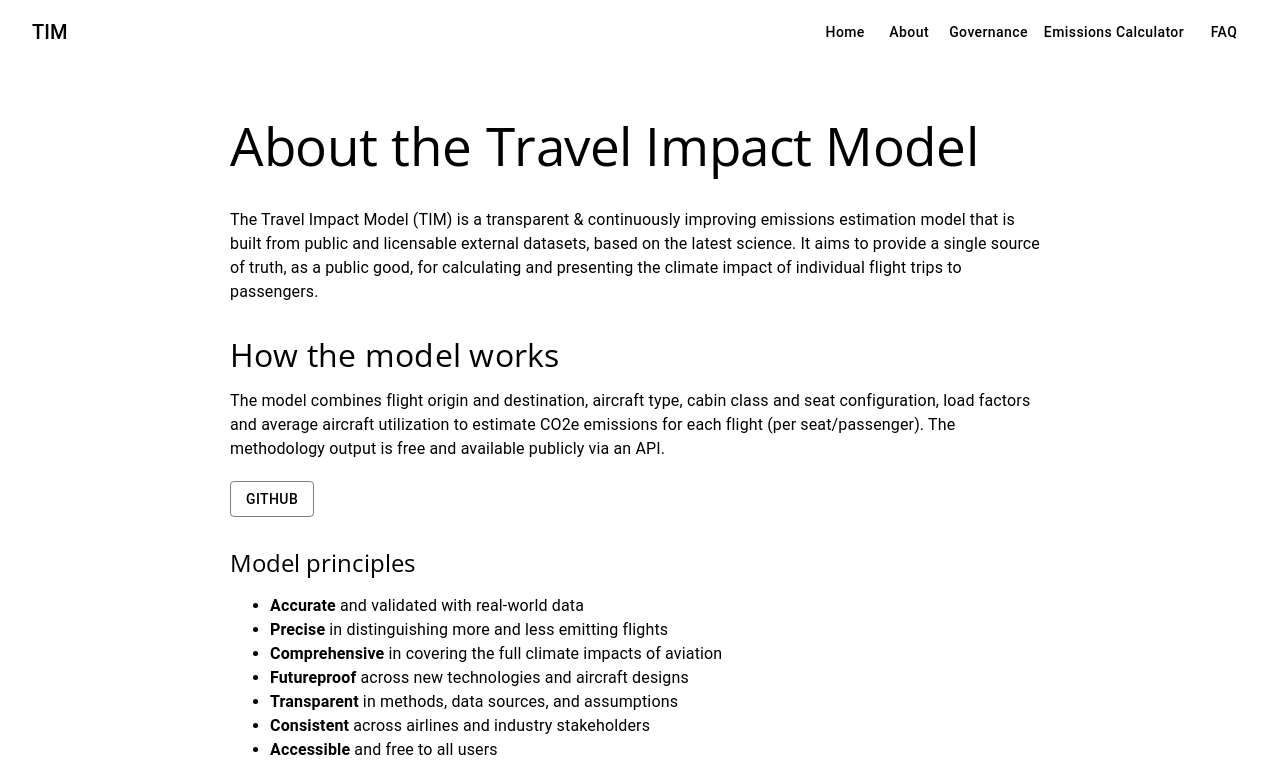 TIM
Home
About
Governance
Emissions Calculator
FAQ
About the Travel Impact Model
The Travel Impact Model (TIM) is a transparent & continuously improving emissions estimation model that is
built from public and licensable external datasets, based on the latest science. It aims to provide a single source
of truth, as a public good, for calculating and presenting the climate impact of individual flight trips to
passengers.
How the model works
The model combines flight origin and destination, aircraft type, cabin class and seat configuration, load factors
and average aircraft utilization to estimate CO2e emissions for each flight (per seat/passenger). The
methodology output is free and available publicly via an API.
GITHUB
Model principles
• Accurate and validated with real-world data
• Precise in distinguishing more and less emitting flights
• Comprehensive in covering the full climate impacts of aviation
• Futureproof across new technologies and aircraft designs
• Transparent in methods, data sources, and assumptions
• Consistent across airlines and industry stakeholders
• Accessible and free to all users